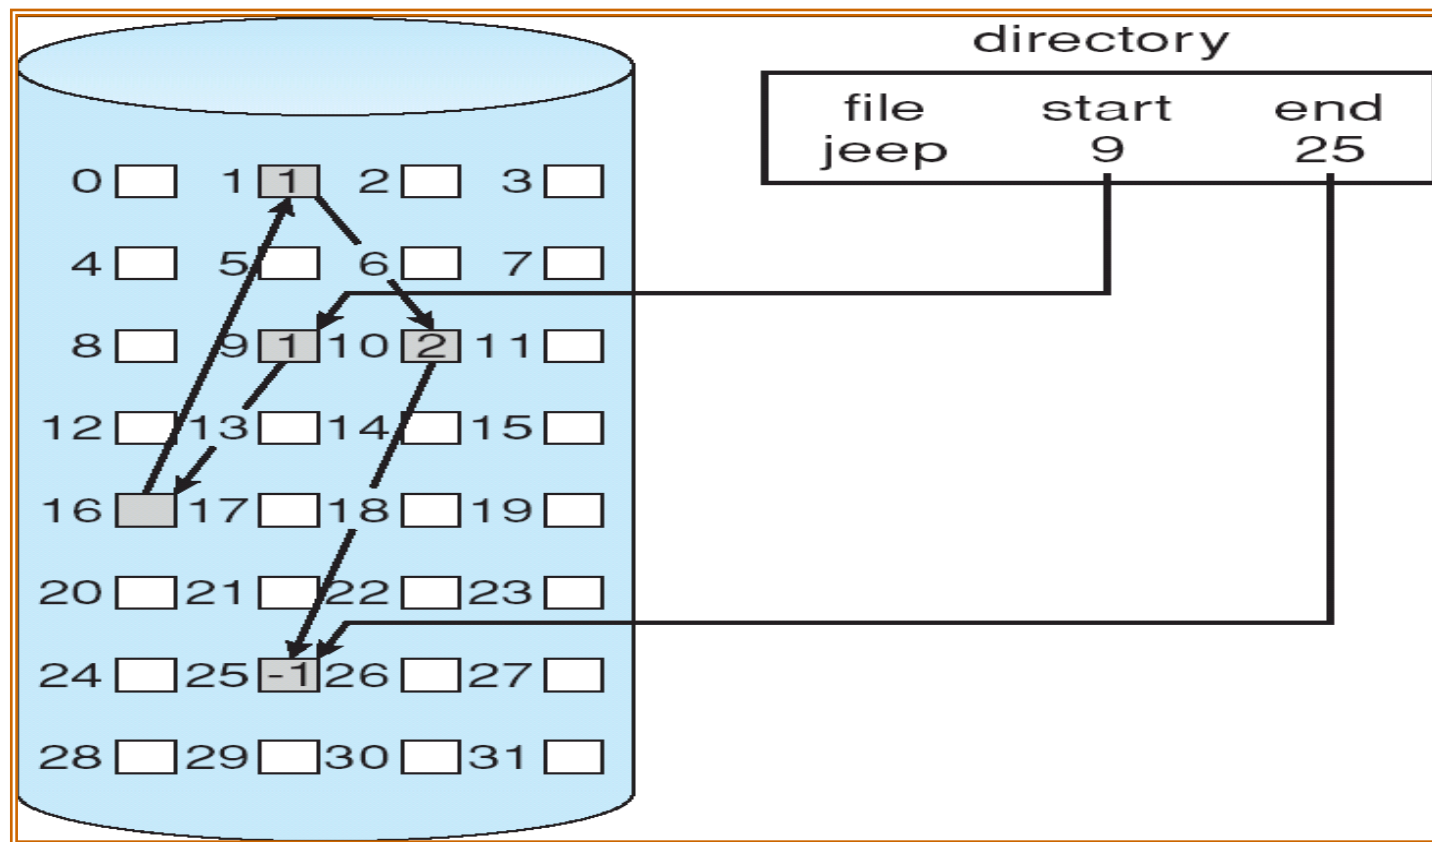 directory
file start end
jeep 9 25
0 1 1 2 3
4 5 6 7
8 9 1 10 2 11
12 13 14 15
16 17 18 19
20 21 22 23
24 25 -1 26 27
28 29 30 31